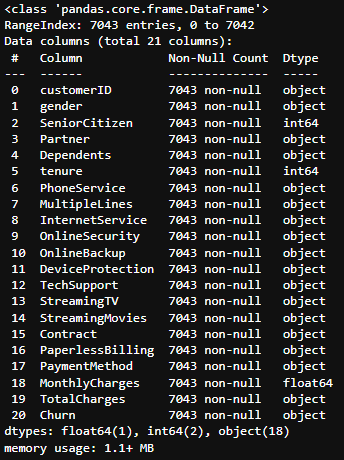 <class 'pandas.core.frame.DataFrame'>
RangeIndex: 7043 entries, 0 to 7042
Data columns (total 21 columns):
 #   Column            Non-Null Count  Dtype
---  ------            --------------  -----
 0   customerID        7043 non-null   object
 1   gender            7043 non-null   object
 2   SeniorCitizen     7043 non-null   int64
 3   Partner           7043 non-null   object
 4   Dependents        7043 non-null   object
 5   tenure            7043 non-null   int64
 6   PhoneService      7043 non-null   object
 7   MultipleLines     7043 non-null   object
 8   InternetService   7043 non-null   object
 9   OnlineSecurity    7043 non-null   object
 10  OnlineBackup      7043 non-null   object
 11  DeviceProtection  7043 non-null   object
 12  TechSupport       7043 non-null   object
 13  StreamingTV       7043 non-null   object
 14  StreamingMovies   7043 non-null   object
 15  Contract          7043 non-null   object
 16  PaperlessBilling  7043 non-null   object
 17  PaymentMethod     7043 non-null   object
 18  MonthlyCharges    7043 non-null   float64
 19  TotalCharges      7043 non-null   object
 20  Churn             7043 non-null   object
dtypes: float64(1), int64(2), object(18)
memory usage: 1.1+ MB